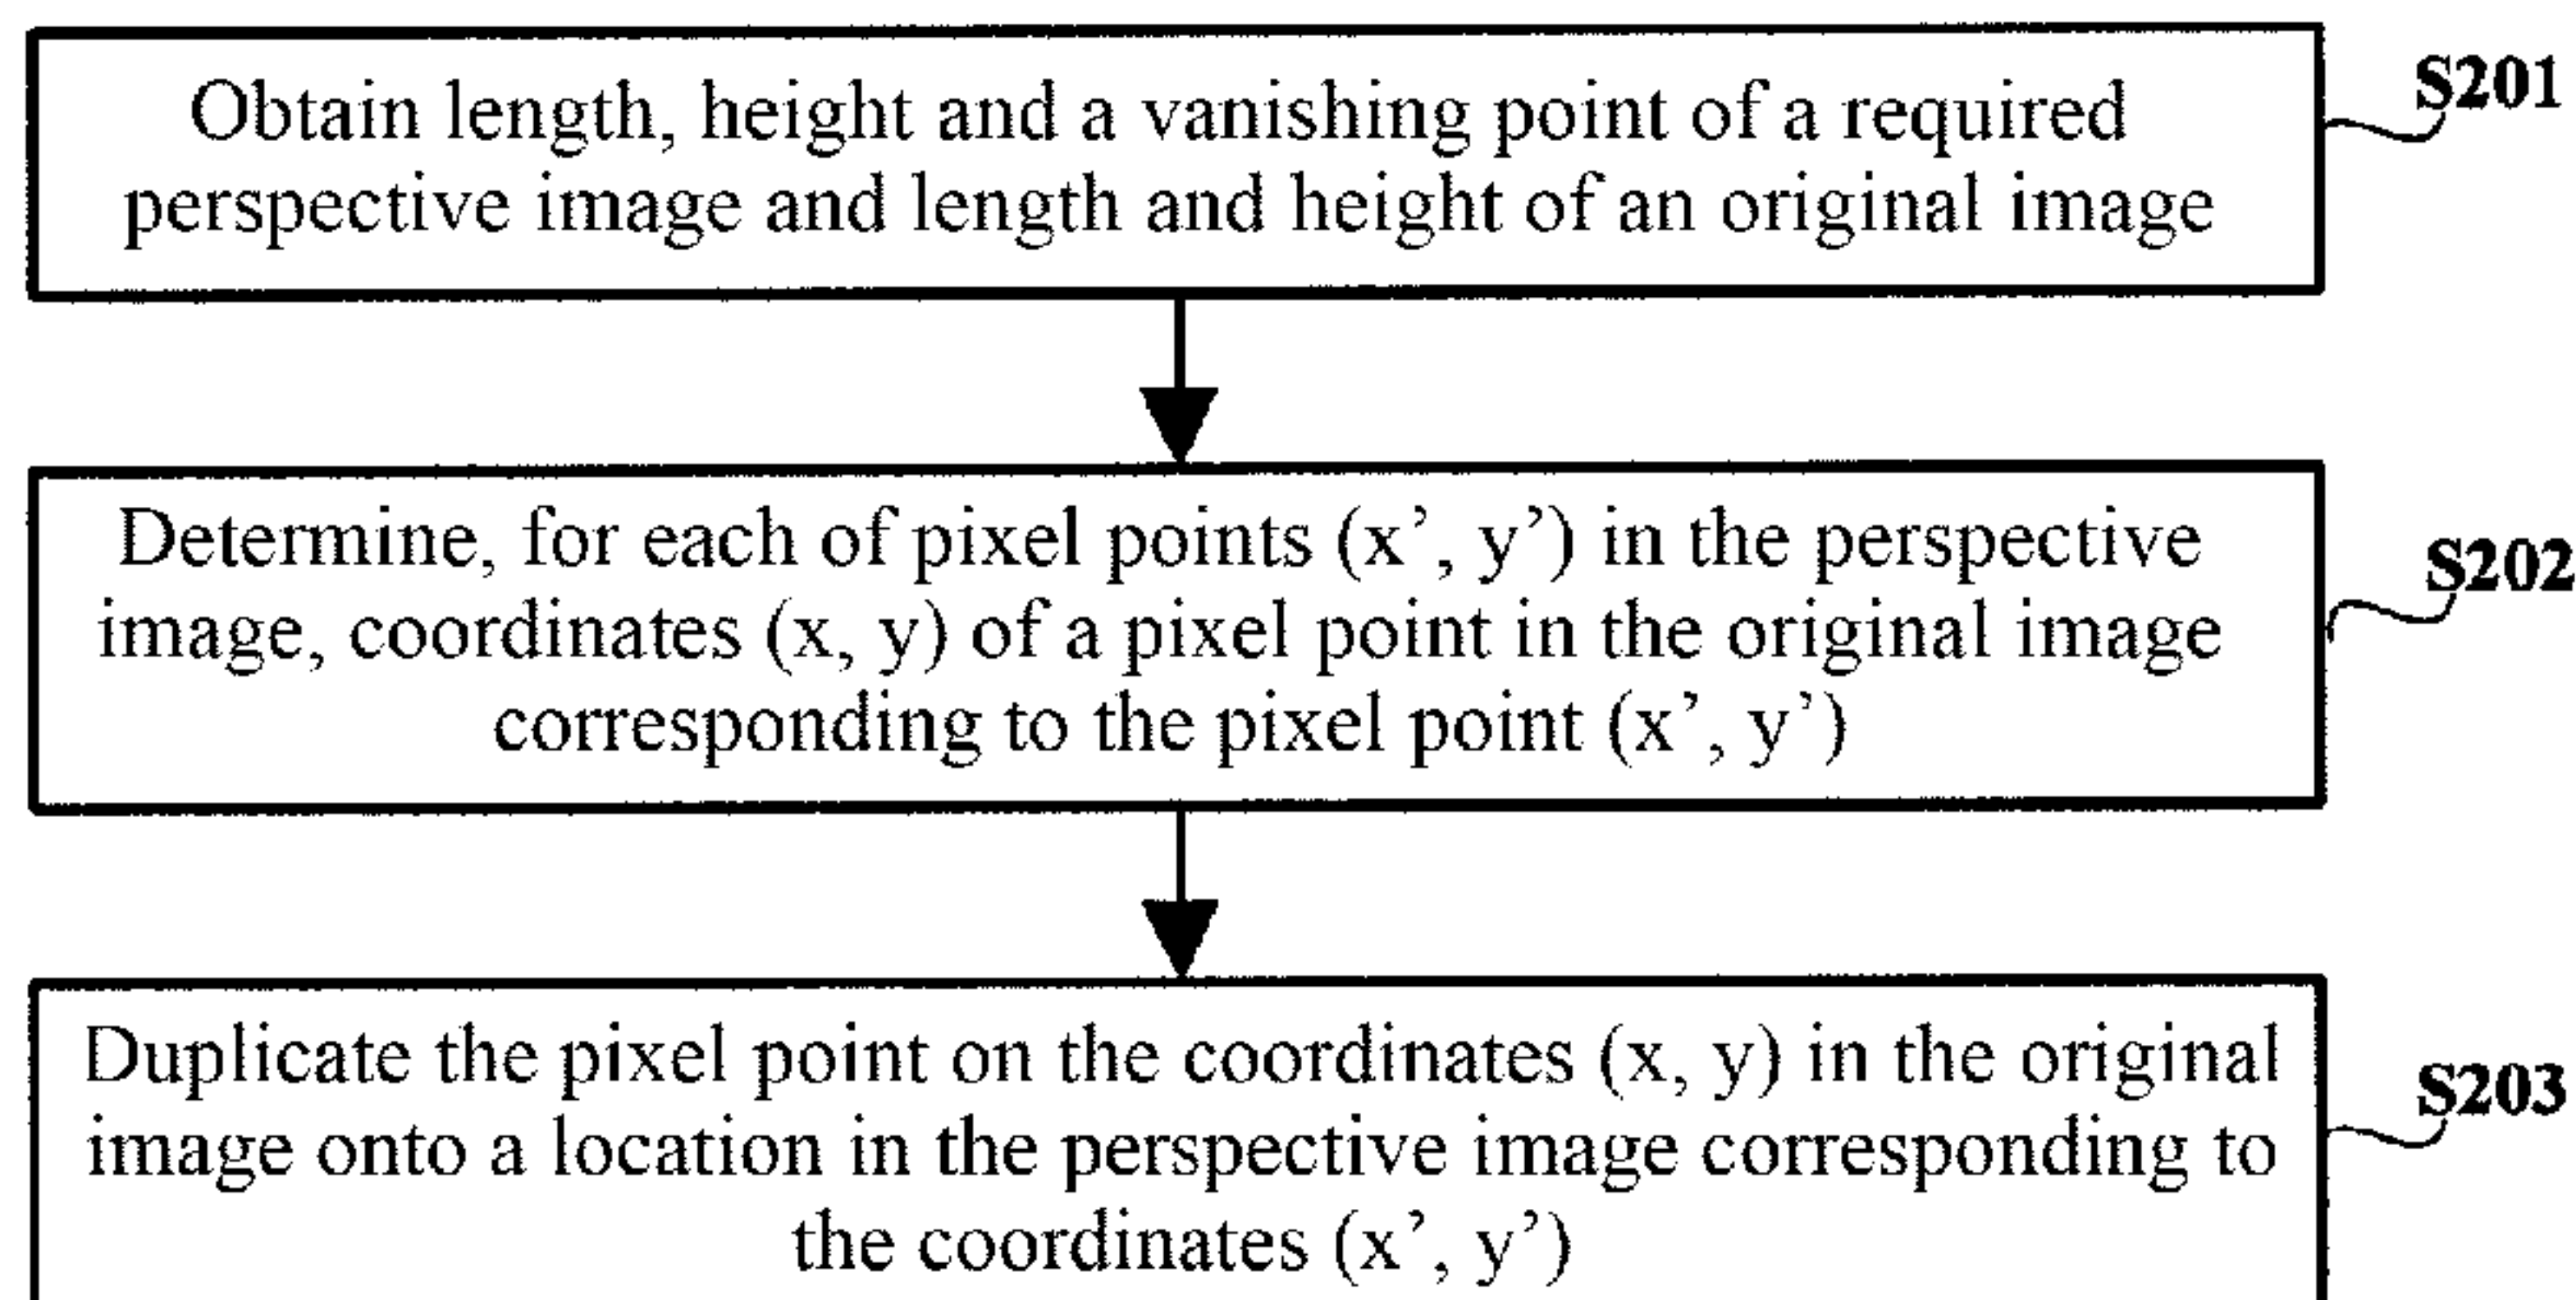 Obtain length, height and a vanishing point of a required
perspective image and length and height of an original image
S201
Determine, for each of pixel points (x’, y’) in the perspective
image, coordinates (x, y) of a pixel point in the original image
corresponding to the pixel point (x’, y’)
S202
Duplicate the pixel point on the coordinates (x, y) in the original
image onto a location in the perspective image corresponding to
the coordinates (x’, y’)
S203